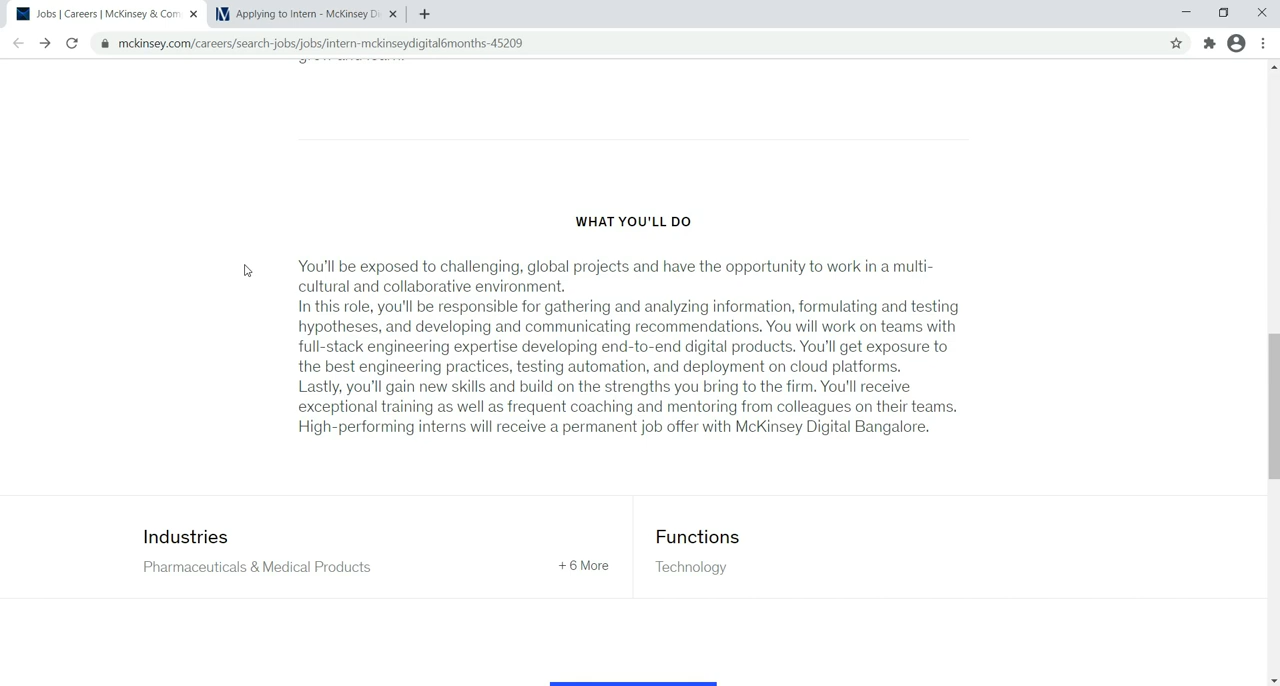 Jobs | Careers | McKinsey & Com
Applying to Intern - McKinsey Di
mckinsey.com/careers/search-jobs/jobs/intern-mckinseydigital6months-45209
grow and learn.
WHAT YOU'LL DO
You'll be exposed to challenging, global projects and have the opportunity to work in a multi-
cultural and collaborative environment.
In this role, you'll be responsible for gathering and analyzing information, formulating and testing
hypotheses, and developing and communicating recommendations. You will work on teams with
full-stack engineering expertise developing end-to-end digital products. You'll get exposure to
the best engineering practices, testing automation, and deployment on cloud platforms.
Lastly, you'll gain new skills and build on the strengths you bring to the firm. You'll receive
exceptional training as well as frequent coaching and mentoring from colleagues on their teams.
High-performing interns will receive a permanent job offer with McKinsey Digital Bangalore.
Industries
Pharmaceuticals & Medical Products
+ 6 More
Functions
Technology